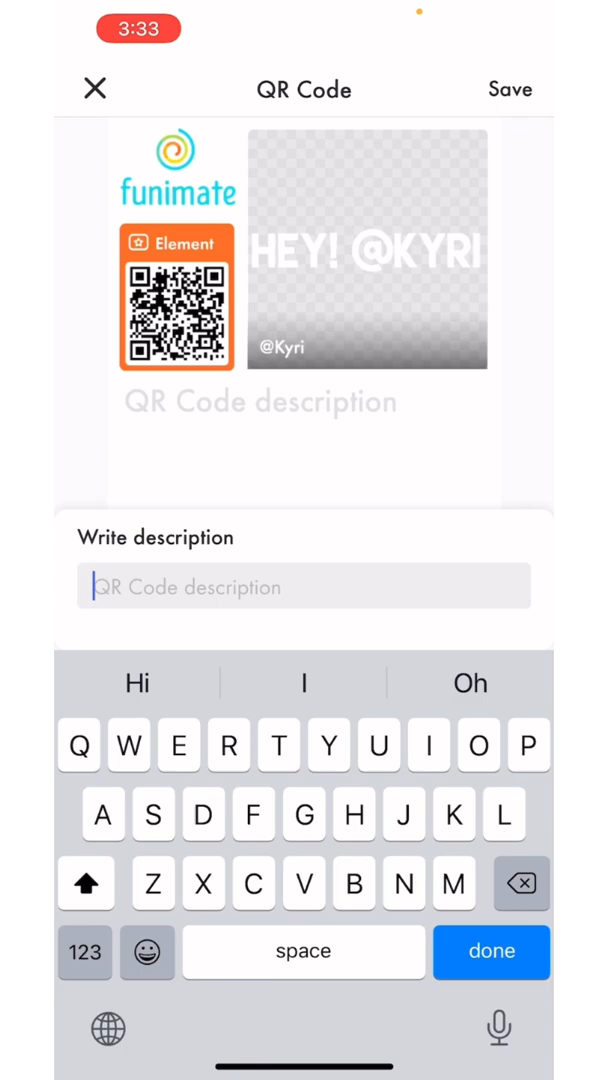 3:33
QR Code
Save
funimate
Element
HEY! @KYRI
@Kyri
QR Code description
Write description
QR Code description
Hi
I
Oh
Q W E R T Y U I O P
A S D F G H J K L
Z X C V B N M
123
space
done